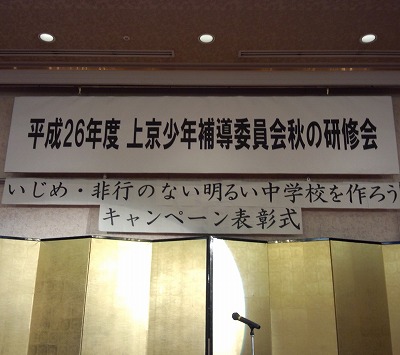 平成26年度 上京少年補導委員会秋の研修会
いじめ・非行のない明るい中学校を作ろう
キャンペーン表彰式